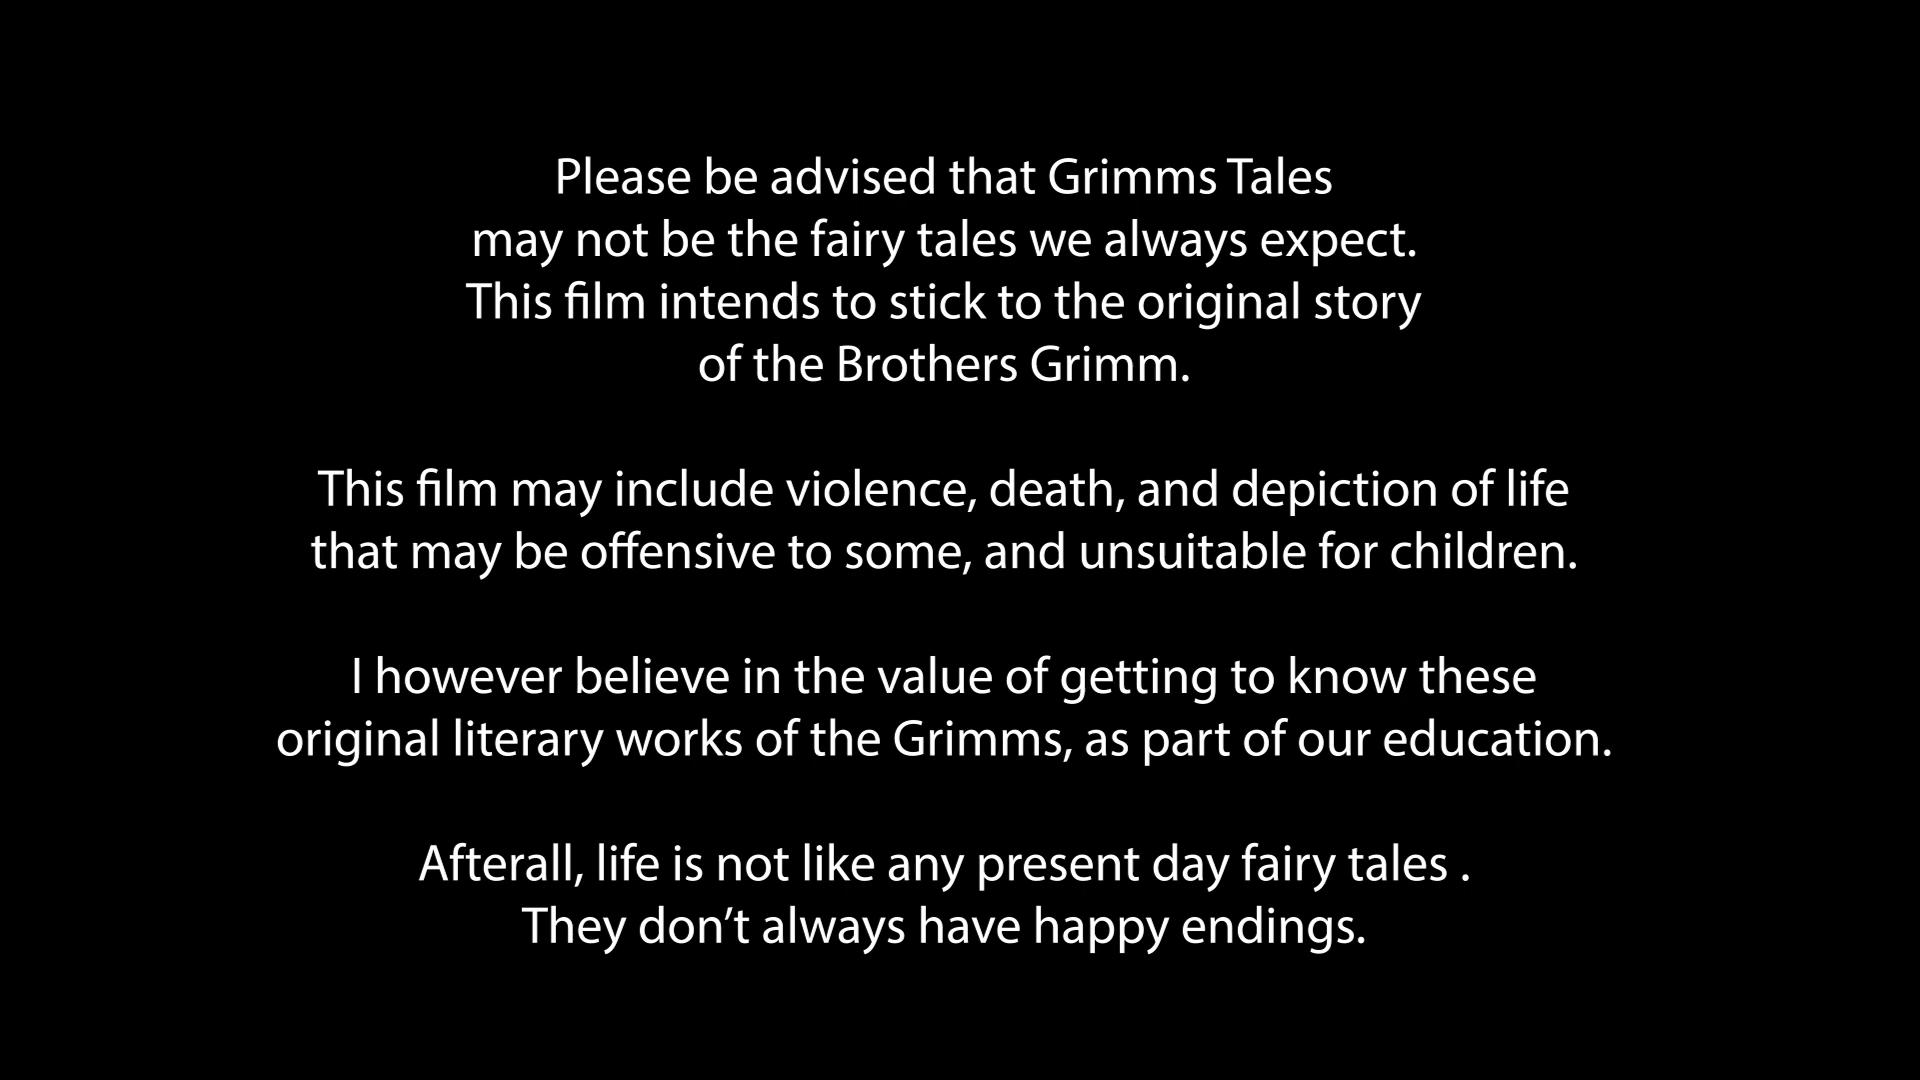 Please be advised that Grimms Tales
may not be the fairy tales we always expect.
This film intends to stick to the original story
of the Brothers Grimm.
This film may include violence, death, and depiction of life
that may be offensive to some, and unsuitable for children.
I however believe in the value of getting to know these
original literary works of the Grimms, as part of our education.
Afterall, life is not like any present day fairy tales .
They don’t always have happy endings.